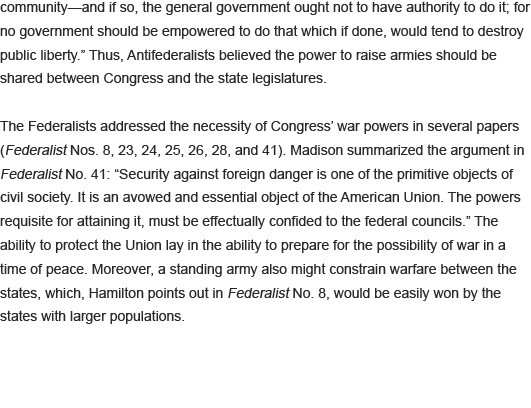 community—and if so, the general government ought not to have authority to do it; for
no government should be empowered to do that which if done, would tend to destroy
public liberty.” Thus, Antifederalists believed the power to raise armies should be
shared between Congress and the state legislatures.
The Federalists addressed the necessity of Congress’ war powers in several papers
(Federalist Nos. 8, 23, 24, 25, 26, 28, and 41). Madison summarized the argument in
Federalist No. 41: “Security against foreign danger is one of the primitive objects of
civil society. It is an avowed and essential object of the American Union. The powers
requisite for attaining it, must be effectually confided to the federal councils.” The
ability to protect the Union lay in the ability to prepare for the possibility of war in a
time of peace. Moreover, a standing army also might constrain warfare between the
states, which, Hamilton points out in Federalist No. 8, would be easily won by the
states with larger populations.